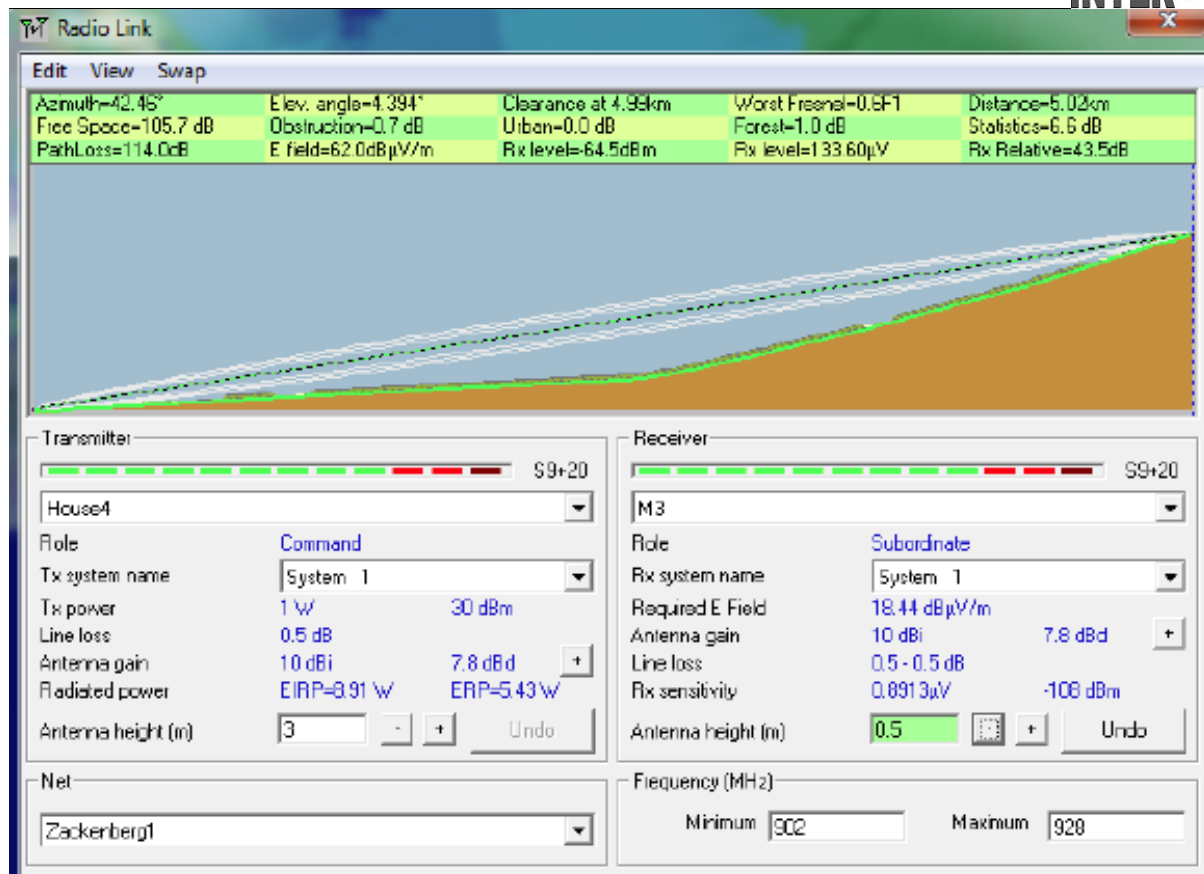 INTER
Radio Link
Edit View Swap
Azimuth=42.46° Elev. angle=4.394° Clearance at 4.99km Worst Fresnel=0.6F1 Distance=5.02km
Free Space=105.7 dB Obstruction=0.7 dB Urban=0.0 dB Forest=1.0 dB Statistics=6.6 dB
PathLoss=114.0dB E field=62.0dBµV/m Rx level=-64.5dBm Rx level=133.60µV Rx Relative=43.5dB
Transmitter Receiver
S9+20 S9+20
House4 M3
Role Command Role Subordinate
Tx system name System 1 Rx system name System 1
Tx power 1 W 30 dBm Required E Field 18.44 dBµV/m
Line loss 0.5 dB Antenna gain 10 dBi 7.8 dBd +
Antenna gain 10 dBi 7.8 dBd + Line loss 0.5 - 0.5 dB
Radiated power EIRP=8.91 W ERP=5.43 W Rx sensitivity 0.8913µV -108 dBm
Antenna height (m) 3 - + Undo Antenna height (m) 0.5 - + Undo
Net Frequency (MHz)
Zackenberg1 Minimum 902 Maximum 928